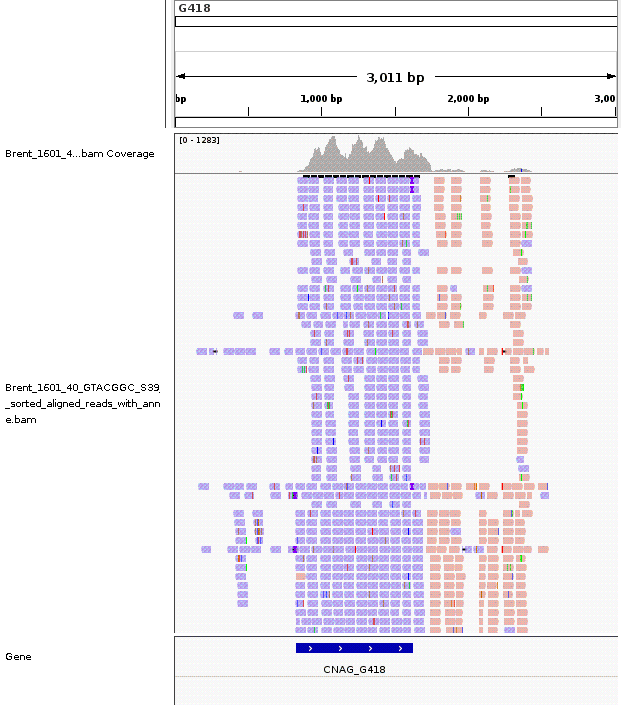 G418
3,011 bp
bp
1,000 bp
2,000 bp
3,00
[0 - 1283]
Brent_1601_4...bam Coverage
Brent_1601_40_GTACGGC_S39_
_sorted_aligned_reads_with_ann
e.bam
Gene
CNAG_G418